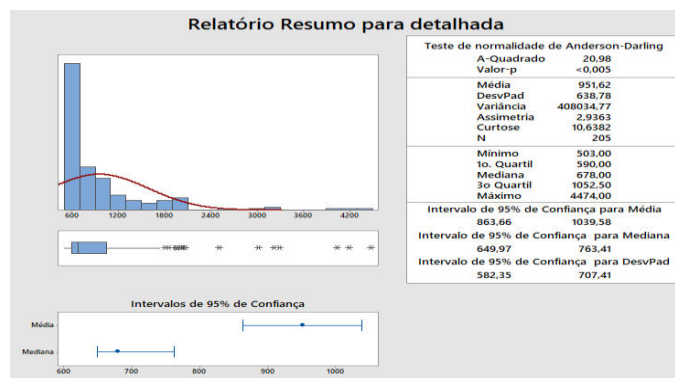 Relatório Resumo para detalhada
Teste de normalidade de Anderson-Darling
A-Quadrado 20,98
Valor-p <0,005
Média 951,62
DesvPad 638,78
Variância 408034,77
Assimetria 2,9363
Curtose 10,6382
N 205
Mínimo 503,00
1o. Quartil 590,00
Mediana 678,00
3o Quartil 1052,50
Máximo 4474,00
Intervalo de 95% de Confiança para Média
863,66 1039,58
Intervalo de 95% de Confiança para Mediana
649,97 763,41
Intervalo de 95% de Confiança para DesvPad
582,35 707,41
600 1200 1800 2400 3000 3600 4200
Intervalos de 95% de Confiança
Média
Mediana
600 700 800 900 1000